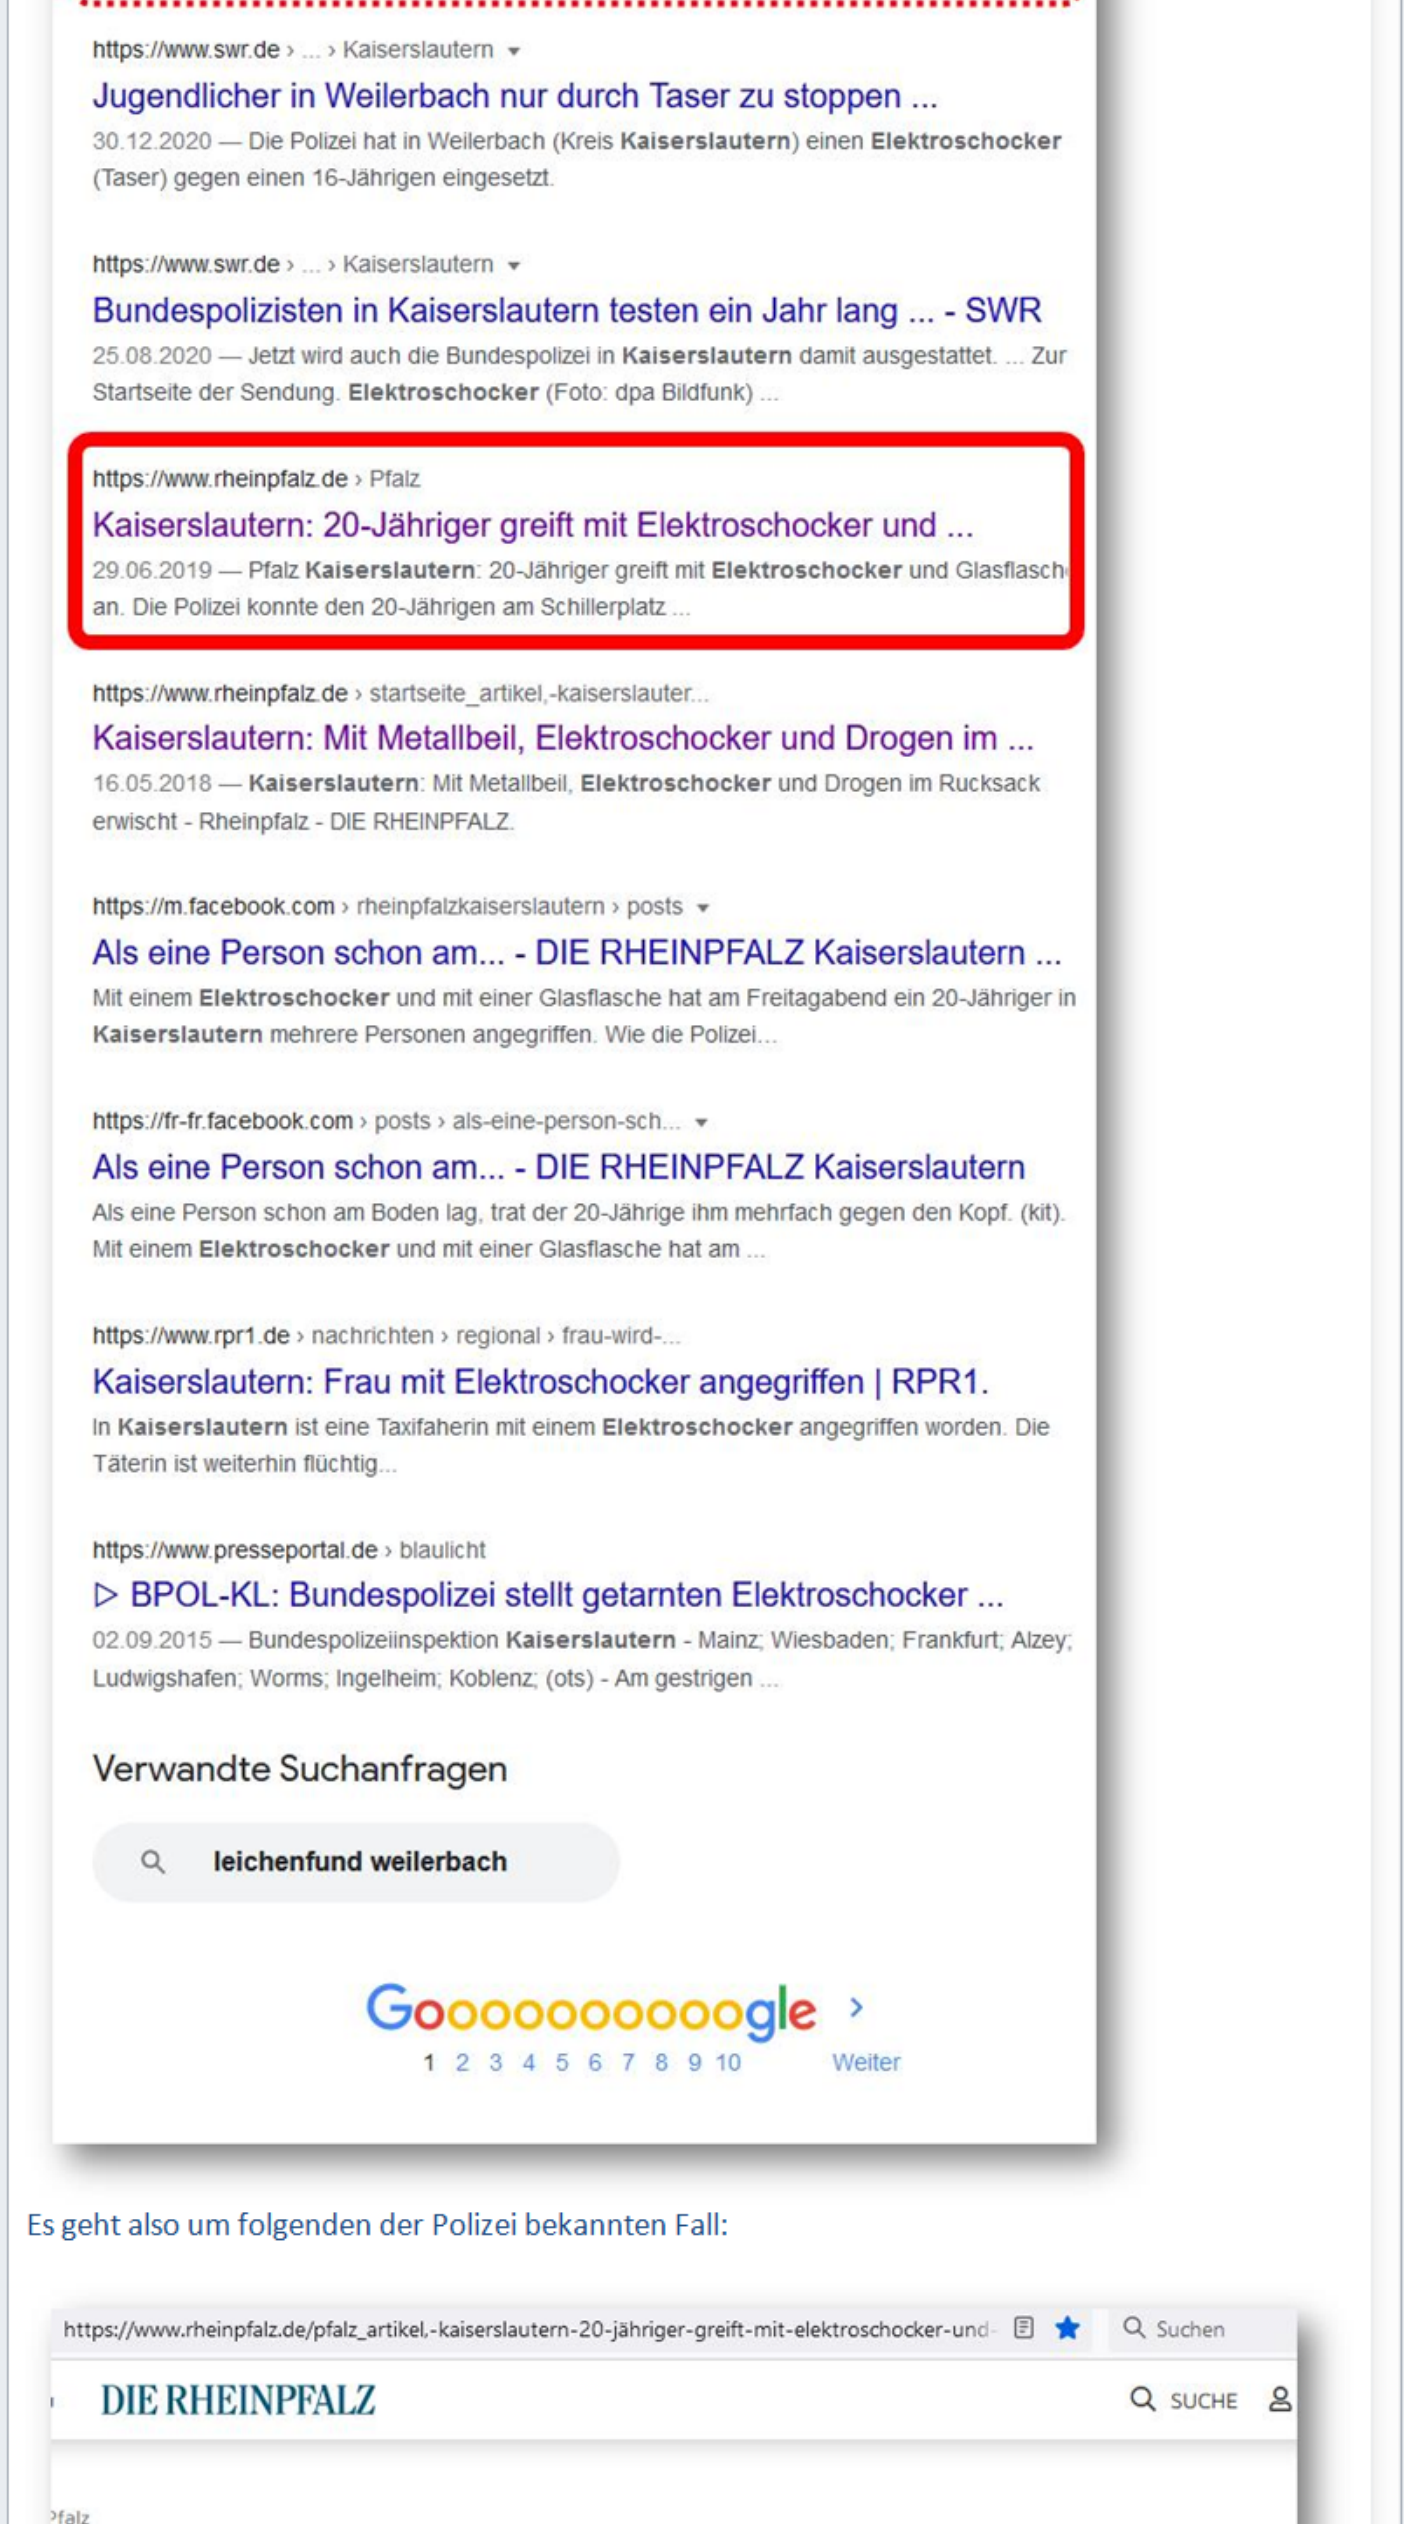 https://www.swr.de › ... › Kaiserslautern
Jugendlicher in Weilerbach nur durch Taser zu stoppen ...
30.12.2020 — Die Polizei hat in Weilerbach (Kreis Kaiserslautern) einen Elektroschocker
(Taser) gegen einen 16-Jährigen eingesetzt.
https://www.swr.de › ... › Kaiserslautern
Bundespolizisten in Kaiserslautern testen ein Jahr lang ... - SWR
25.08.2020 — Jetzt wird auch die Bundespolizei in Kaiserslautern damit ausgestattet. ... Zur
Startseite der Sendung. Elektroschocker (Foto: dpa Bildfunk) ...
https://www.rheinpfalz.de › Pfalz
Kaiserslautern: 20-Jähriger greift mit Elektroschocker und ...
29.06.2019 — Pfalz Kaiserslautern: 20-Jähriger greift mit Elektroschocker und Glasflasche
an. Die Polizei konnte den 20-Jährigen am Schillerplatz ...
https://www.rheinpfalz.de › startseite_artikel,-kaiserslauter...
Kaiserslautern: Mit Metallbeil, Elektroschocker und Drogen im ...
16.05.2018 — Kaiserslautern: Mit Metallbeil, Elektroschocker und Drogen im Rucksack
erwischt - Rheinpfalz - DIE RHEINPFALZ.
https://m.facebook.com › rheinpfalzkaiserslautern › posts
Als eine Person schon am... - DIE RHEINPFALZ Kaiserslautern ...
Mit einem Elektroschocker und mit einer Glasflasche hat am Freitagabend ein 20-Jähriger in
Kaiserslautern mehrere Personen angegriffen. Wie die Polizei...
https://fr-fr.facebook.com › posts › als-eine-person-sch...
Als eine Person schon am... - DIE RHEINPFALZ Kaiserslautern
Als eine Person schon am Boden lag, trat der 20-Jährige ihm mehrfach gegen den Kopf. (kit).
Mit einem Elektroschocker und mit einer Glasflasche hat am ...
https://www.rpr1.de › nachrichten › regional › frau-wird-...
Kaiserslautern: Frau mit Elektroschocker angegriffen | RPR1.
In Kaiserslautern ist eine Taxifaherin mit einem Elektroschocker angegriffen worden. Die
Täterin ist weiterhin flüchtig...
https://www.presseportal.de › blaulicht
▷ BPOL-KL: Bundespolizei stellt getarnten Elektroschocker ...
02.09.2015 — Bundespolizeiinspektion Kaiserslautern - Mainz; Wiesbaden; Frankfurt; Alzey;
Ludwigshafen; Worms; Ingelheim; Koblenz; (ots) - Am gestrigen ...
Verwandte Suchanfragen
leichenfund weilerbach
Goooooooooogle >
1 2 3 4 5 6 7 8 9 10 Weiter
Es geht also um folgenden der Polizei bekannten Fall:
https://www.rheinpfalz.de/pfalz_artikel,-kaiserslautern-20-jähriger-greift-mit-elektroschocker-und- Suchen
DIE RHEINPFALZ SUCHE
Pfalz